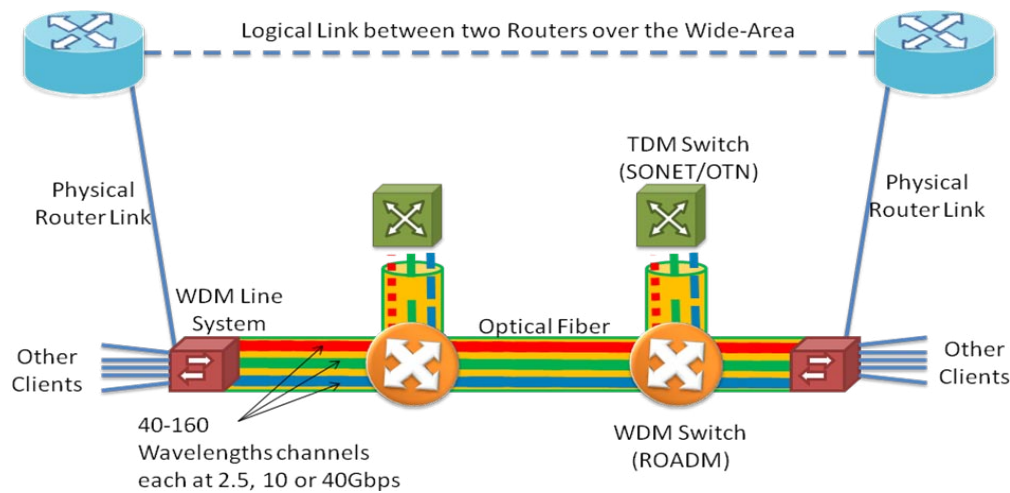 Logical Link between two Routers over the Wide-Area
TDM Switch
(SONET/OTN)
Physical
Router Link
Physical
Router Link
WDM Line
System
Optical Fiber
Other
Clients
Other
Clients
40-160
Wavelengths channels
each at 2.5, 10 or 40Gbps
WDM Switch
(ROADM)